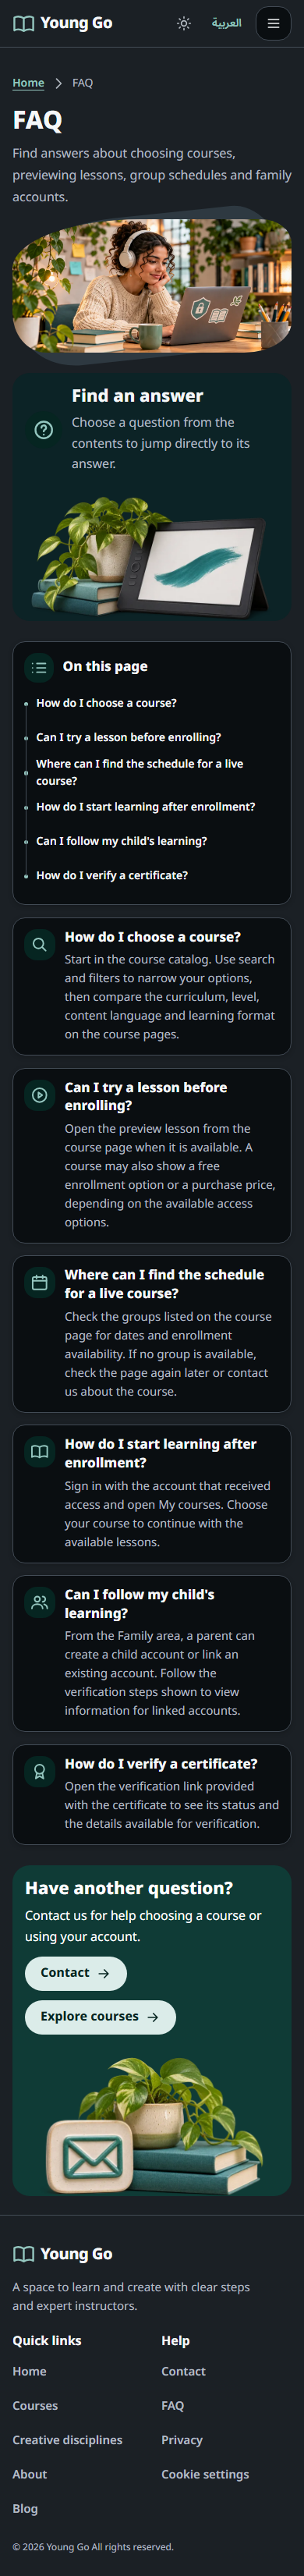 Young Go
العربية
Home > FAQ
FAQ
Find answers about choosing courses,
previewing lessons, group schedules and family
accounts.
Find an answer
Choose a question from the
contents to jump directly to its
answer.
On this page
How do I choose a course?
Can I try a lesson before enrolling?
Where can I find the schedule for a live
course?
How do I start learning after enrollment?
Can I follow my child's learning?
How do I verify a certificate?
How do I choose a course?
Start in the course catalog. Use search
and filters to narrow your options,
then compare the curriculum, level,
content language and learning format
on the course pages.
Can I try a lesson before
enrolling?
Open the preview lesson from the
course page when it is available. A
course may also show a free
enrollment option or a purchase price,
depending on the available access
options.
Where can I find the schedule
for a live course?
Check the groups listed on the course
page for dates and enrollment
availability. If no group is available,
check the page again later or contact
us about the course.
How do I start learning after
enrollment?
Sign in with the account that received
access and open My courses. Choose
your course to continue with the
available lessons.
Can I follow my child's
learning?
From the Family area, a parent can
create a child account or link an
existing account. Follow the
verification steps shown to view
information for linked accounts.
How do I verify a certificate?
Open the verification link provided
with the certificate to see its status and
the details available for verification.
Have another question?
Contact us for help choosing a course or
using your account.
Contact →
Explore courses →
Young Go
A space to learn and create with clear steps
and expert instructors.
Quick links
Home
Courses
Creative disciplines
About
Blog
Help
Contact
FAQ
Privacy
Cookie settings
© 2026 Young Go All rights reserved.